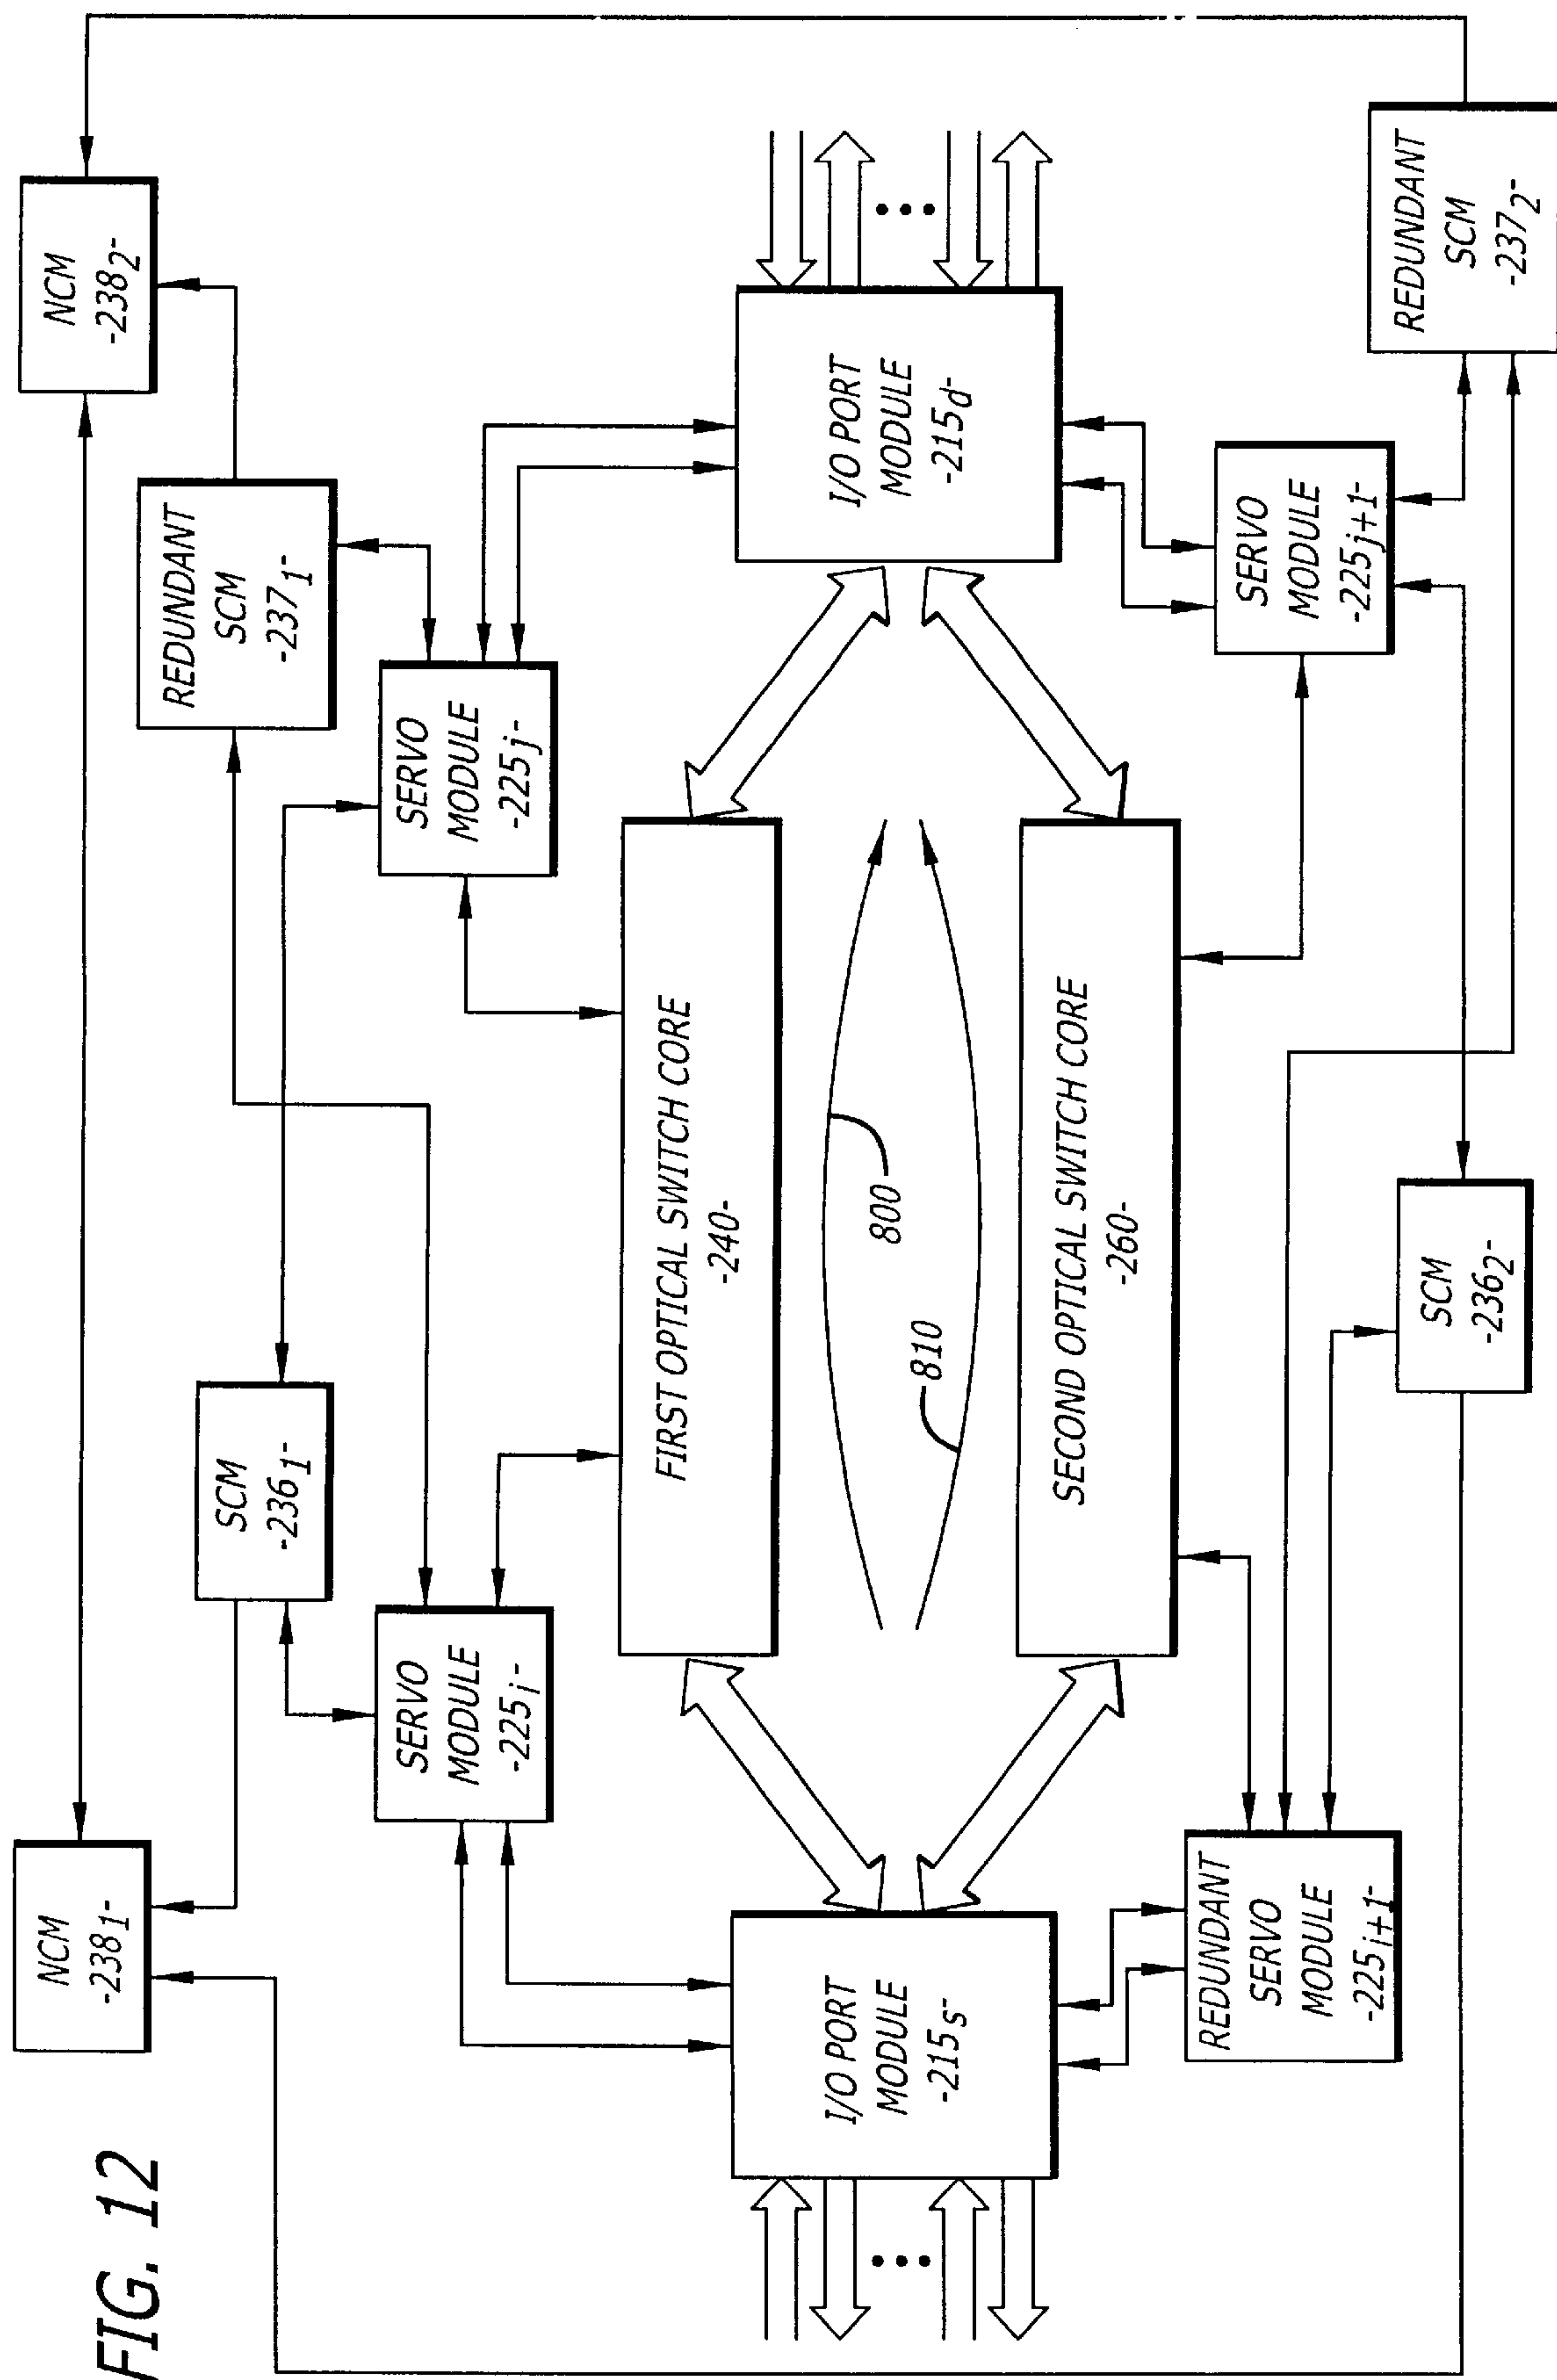 FIG. 12
NCM
-238₁-
NCM
-238₂-
SCM
-236₁-
REDUNDANT
SCM
-237₁-
SERVO
MODULE
-225ᵢ-
SERVO
MODULE
-225ⱼ-
FIRST OPTICAL SWITCH CORE
-240-
I/O PORT
MODULE
-215ₛ-
810
800
I/O PORT
MODULE
-215d-
SECOND OPTICAL SWITCH CORE
-260-
REDUNDANT
SERVO
MODULE
-225ᵢ₊₁-
SERVO
MODULE
-225ⱼ₊₁-
SCM
-236₂-
REDUNDANT
SCM
-237₂-